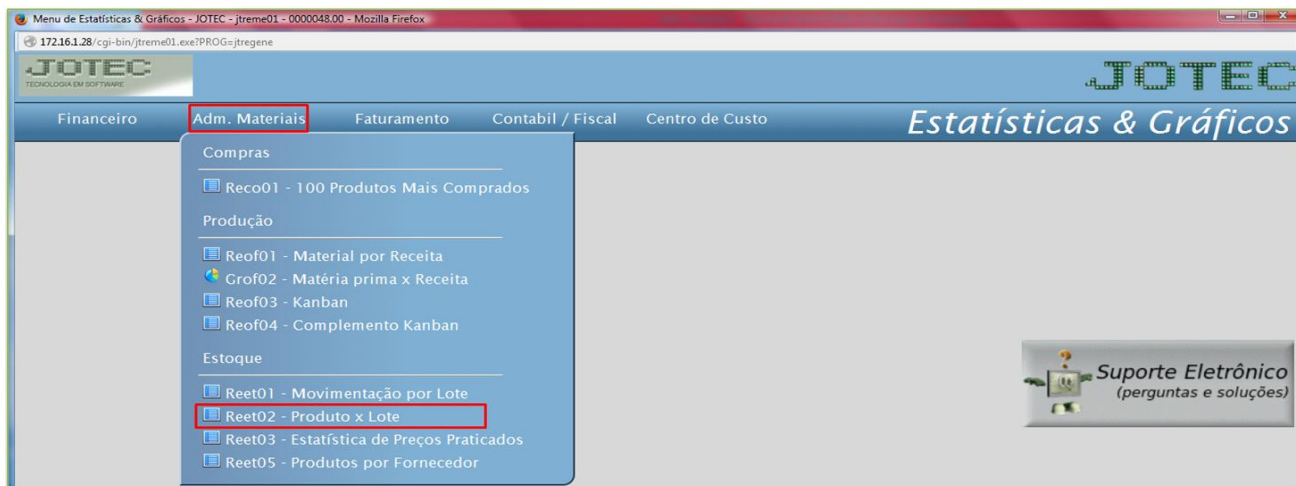 Menu de Estatísticas & Gráficos - JOTEC - jtreme01 - 0000048.00 - Mozilla Firefox
172.16.1.28/cgi-bin/jtreme01.exe?PROG=jtregene
JOTEC
TECNOLOGIA EM SOFTWARE
JOTEC
Financeiro Adm. Materiais Faturamento Contabil / Fiscal Centro de Custo Estatísticas & Gráficos
Compras
Reco01 - 100 Produtos Mais Comprados
Produção
Reof01 - Material por Receita
Grof02 - Matéria prima x Receita
Reof03 - Kanban
Reof04 - Complemento Kanban
Estoque
Reet01 - Movimentação por Lote
Reet02 - Produto x Lote
Reet03 - Estatística de Preços Praticados
Reet05 - Produtos por Fornecedor
Suporte Eletrônico
(perguntas e soluções)